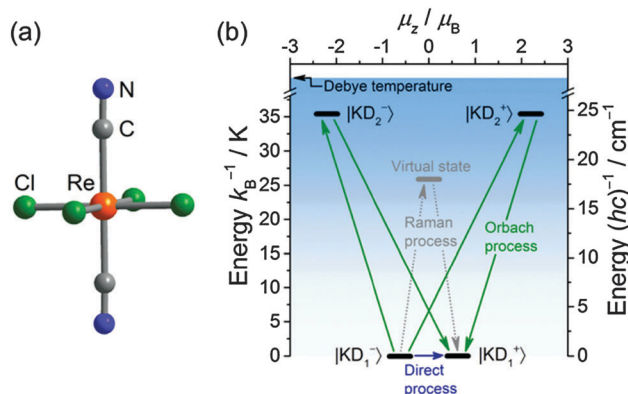 (a)
N
C
Cl
Re
(b)
μz / μB
-3 -2 -1 0 1 2 3
Debye temperature
|KD2⁻⟩
|KD2⁺⟩
Virtual state
Raman
process
Orbach
process
|KD1⁻⟩
|KD1⁺⟩
Direct
process
Energy kB⁻¹ / K
35
30
25
20
15
10
5
0
Energy (hc)⁻¹ / cm⁻¹
25
20
15
10
5
0